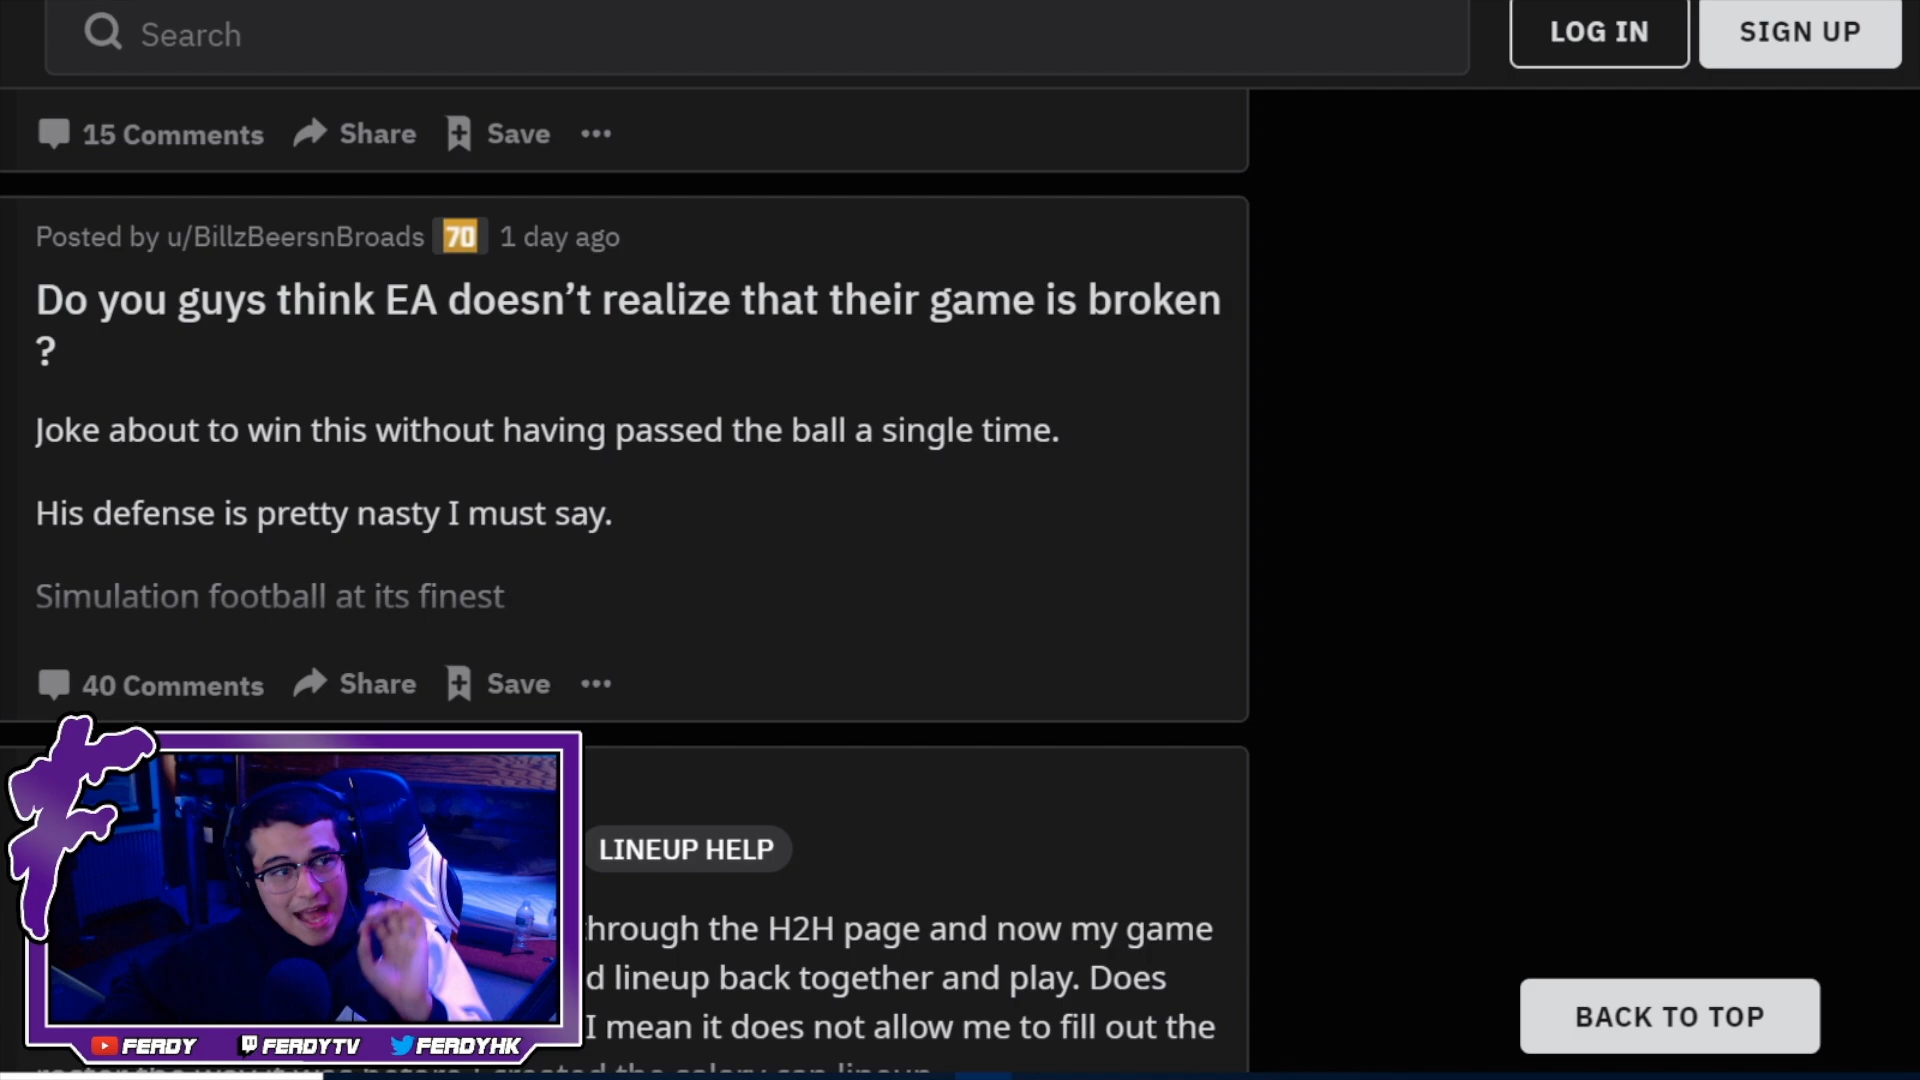 Search
LOG IN
SIGN UP
15 Comments
Share
Save
Posted by u/BillzBeersnBroads 70 1 day ago
Do you guys think EA doesn’t realize that their game is broken
?
Joke about to win this without having passed the ball a single time.
His defense is pretty nasty I must say.
Simulation football at its finest
40 Comments
Share
Save
LINEUP HELP
hrough the H2H page and now my game
d lineup back together and play. Does
I mean it does not allow me to fill out the
BACK TO TOP
FERDY
FERDYTV
FERDYHK